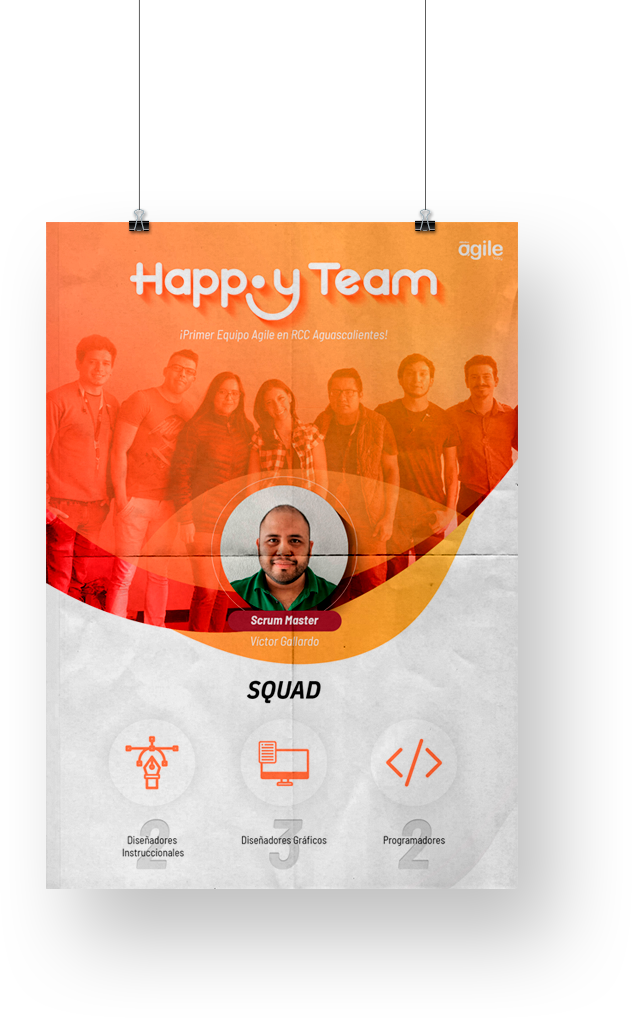 agile
Happy Team
¡Primer Equipo Agile en RCC Aguascalientes!
Scrum Master
Victor Gallardo
SQUAD
2
Diseñadores
Instruccionales
3
Diseñadores Gráficos
2
Programadores